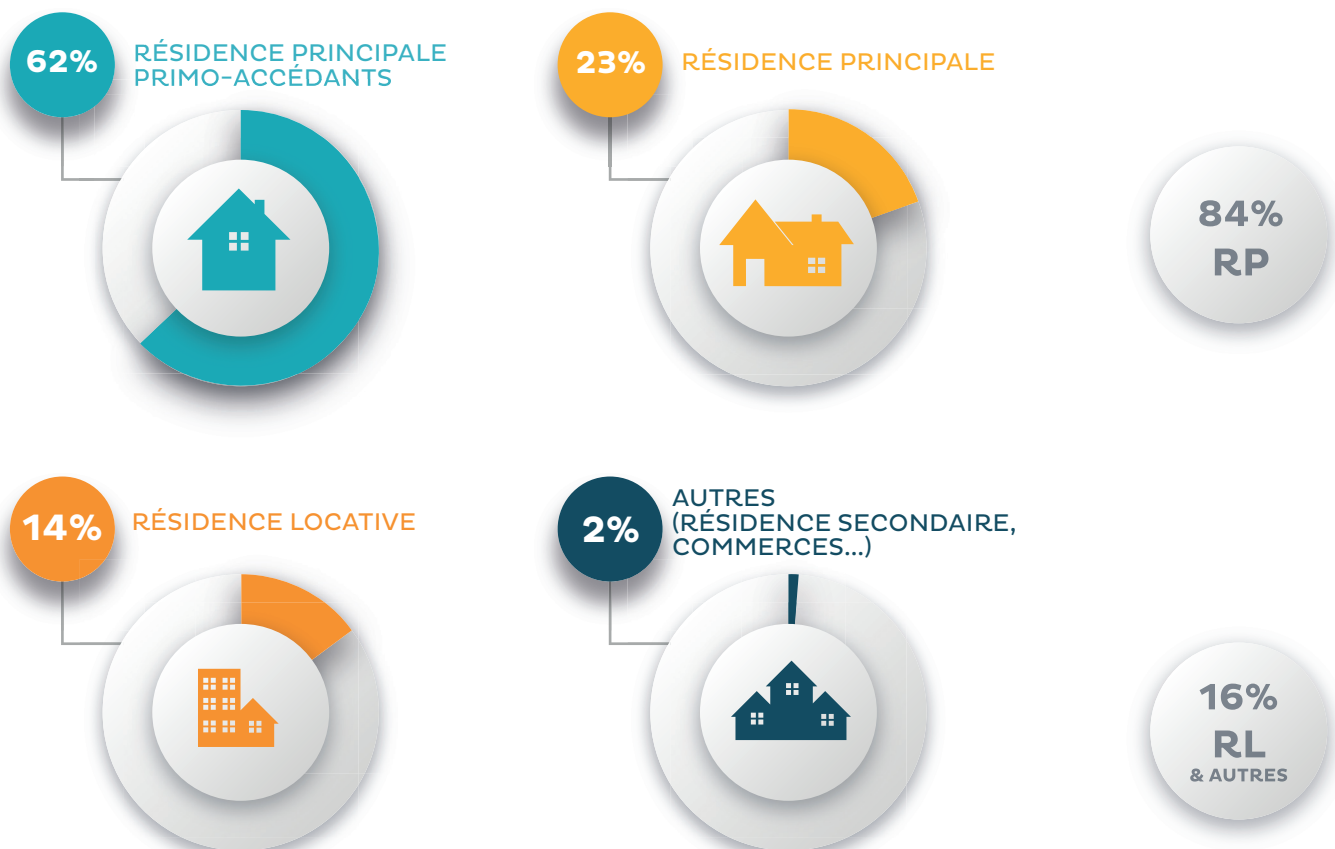 62%
RÉSIDENCE PRINCIPALE
PRIMO-ACCÉDANTS
23%
RÉSIDENCE PRINCIPALE
84%
RP
14%
RÉSIDENCE LOCATIVE
2%
AUTRES
(RÉSIDENCE SECONDAIRE,
COMMERCES...)
16%
RL
& AUTRES